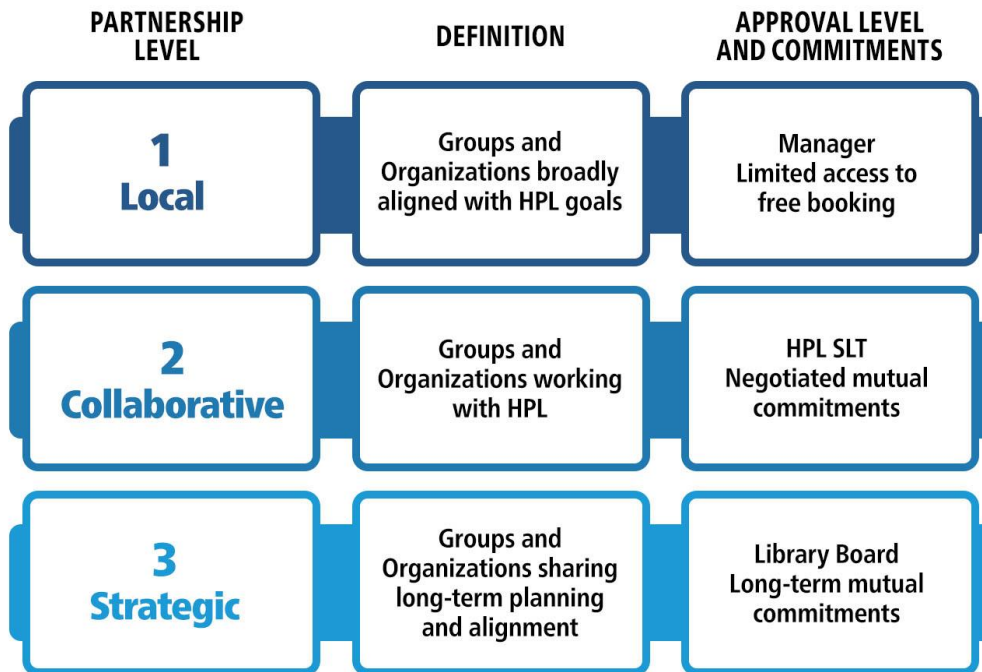 PARTNERSHIP
LEVEL
DEFINITION
APPROVAL LEVEL
AND COMMITMENTS
1
Local
Groups and
Organizations broadly
aligned with HPL goals
Manager
Limited access to
free booking
2
Collaborative
Groups and
Organizations working
with HPL
HPL SLT
Negotiated mutual
commitments
3
Strategic
Groups and
Organizations sharing
long-term planning
and alignment
Library Board
Long-term mutual
commitments